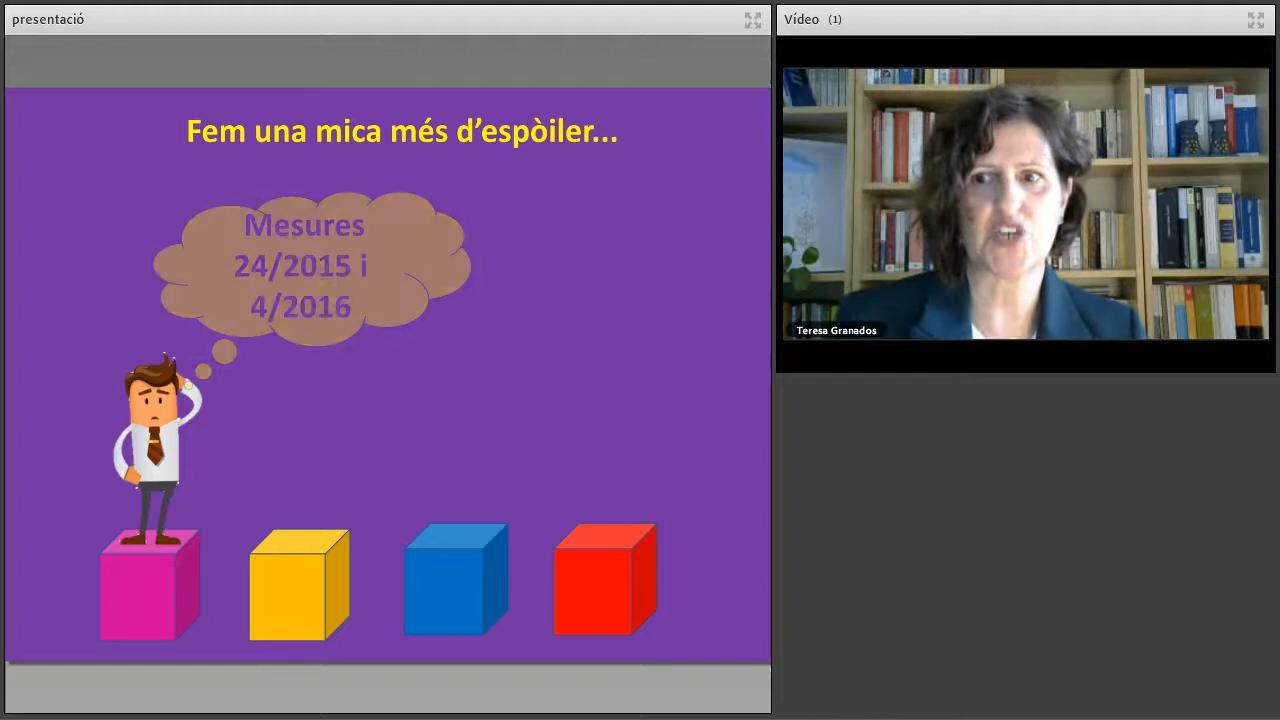 presentació
Vídeo (1)
Fem una mica més d’espòiler...
Mesures
24/2015 i
4/2016
Teresa Granados